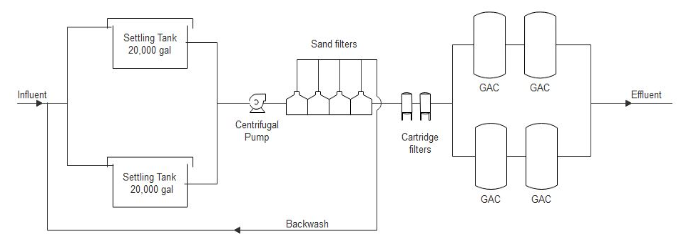 Influent
Settling Tank
20,000 gal
Settling Tank
20,000 gal
Centrifugal
Pump
Sand filters
Cartridge
filters
GAC
GAC
GAC
GAC
Effluent
Backwash